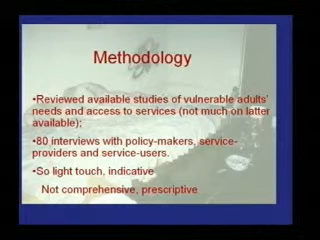 Methodology
•Reviewed available studies of vulnerable adults'
needs and access to services (not much on latter
available);
•80 interviews with policy-makers, service-
providers and service-users.
•So light touch, indicative
Not comprehensive, prescriptive